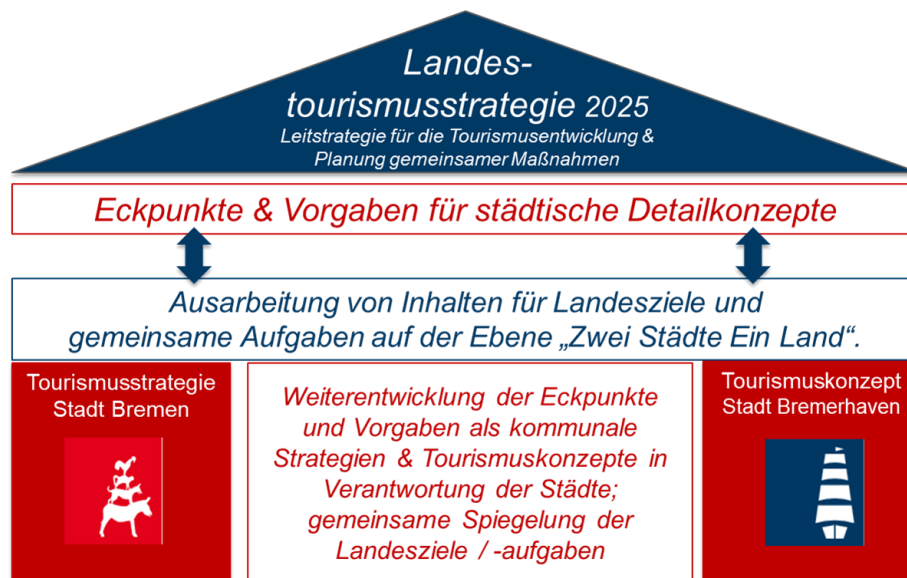 Landes-
tourismusstrategie 2025
Leitstrategie für die Tourismusentwicklung &
Planung gemeinsamer Maßnahmen
Eckpunkte & Vorgaben für städtische Detailkonzepte
Ausarbeitung von Inhalten für Landesziele und
gemeinsame Aufgaben auf der Ebene „Zwei Städte Ein Land“.
Tourismusstrategie
Stadt Bremen
Weiterentwicklung der Eckpunkte
und Vorgaben als kommunale
Strategien & Tourismuskonzepte in
Verantwortung der Städte;
gemeinsame Spiegelung der
Landesziele / -aufgaben
Tourismuskonzept
Stadt Bremerhaven